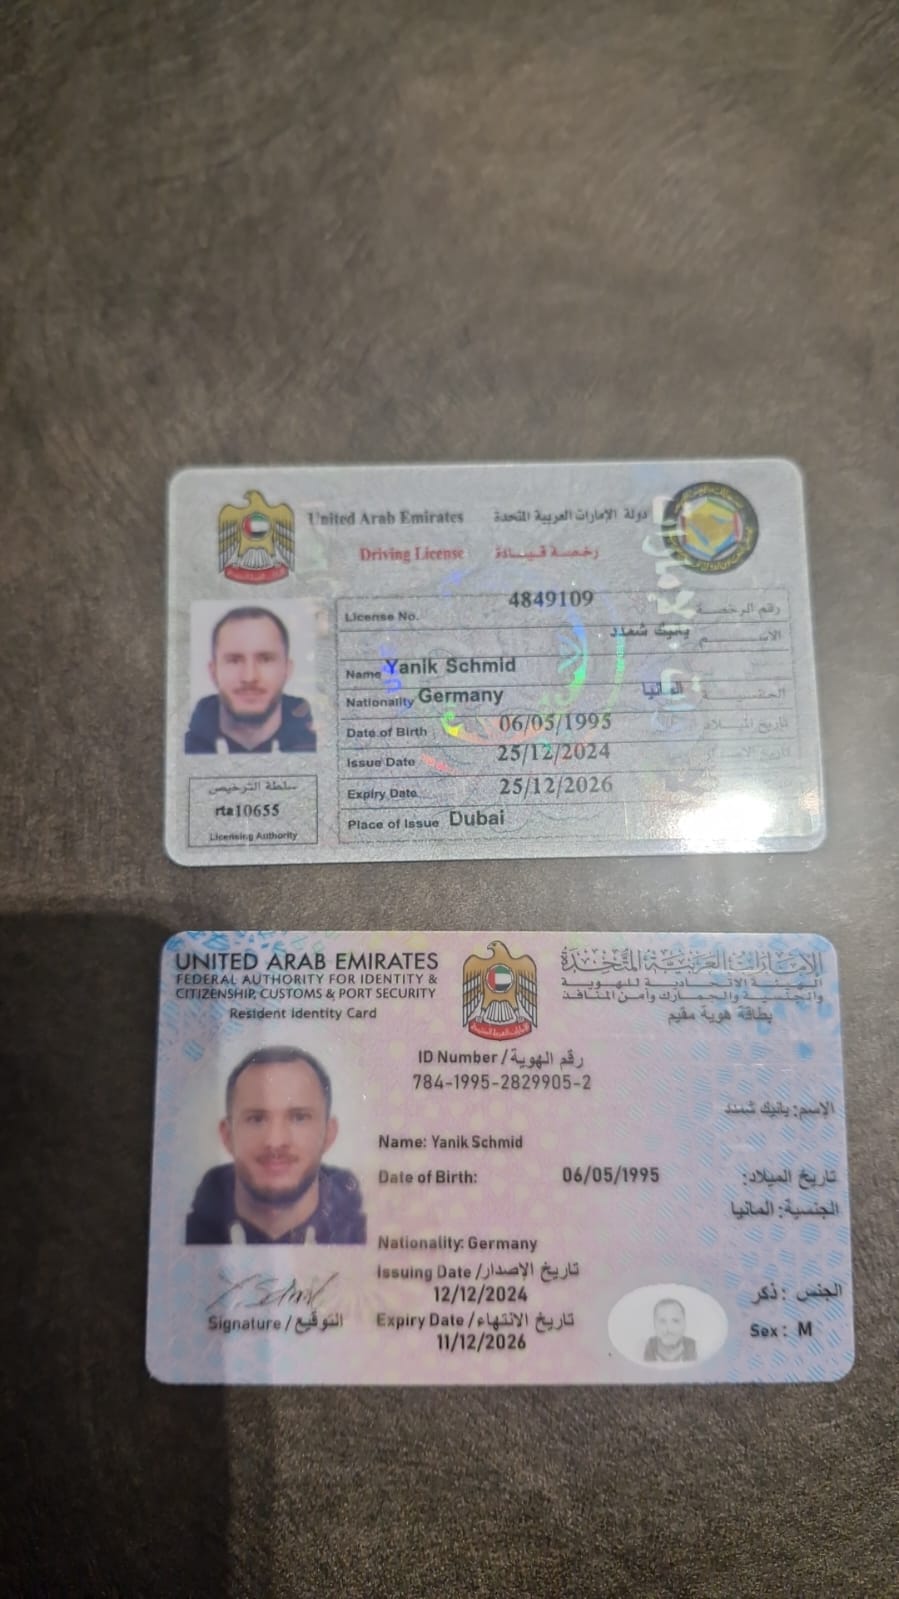 United Arab Emirates دولة الإمارات العربية المتحدة
Driving License رخصة قيادة
License No. 4849109 رقم الرخصة
يانيك شمدد الاسم
Name Yanik Schmid
Nationality Germany المانيا الجنسية
Date of Birth 06/05/1995 تاريخ الميلاد
Issue Date 25/12/2024
Expiry Date 25/12/2026
Place of Issue Dubai
سلطة الترخيص
rta10655
Licensing Authority
UNITED ARAB EMIRATES الإمارات العربية المتحدة
FEDERAL AUTHORITY FOR IDENTITY & الهيئة الاتحادية للهوية
CITIZENSHIP, CUSTOMS & PORT SECURITY والجنسية والجمارك وأمن المنافذ
Resident Identity Card بطاقة هوية مقيم
ID Number / رقم الهوية
784-1995-2829905-2
الإسم: يانيك شمدد
Name: Yanik Schmid
Date of Birth: 06/05/1995 تاريخ الميلاد:
الجنسية: المانيا
Nationality: Germany
Issuing Date / تاريخ الإصدار
12/12/2024
الجنس: ذكر
Signature / التوقيع
Expiry Date / تاريخ الانتهاء
11/12/2026
Sex: M